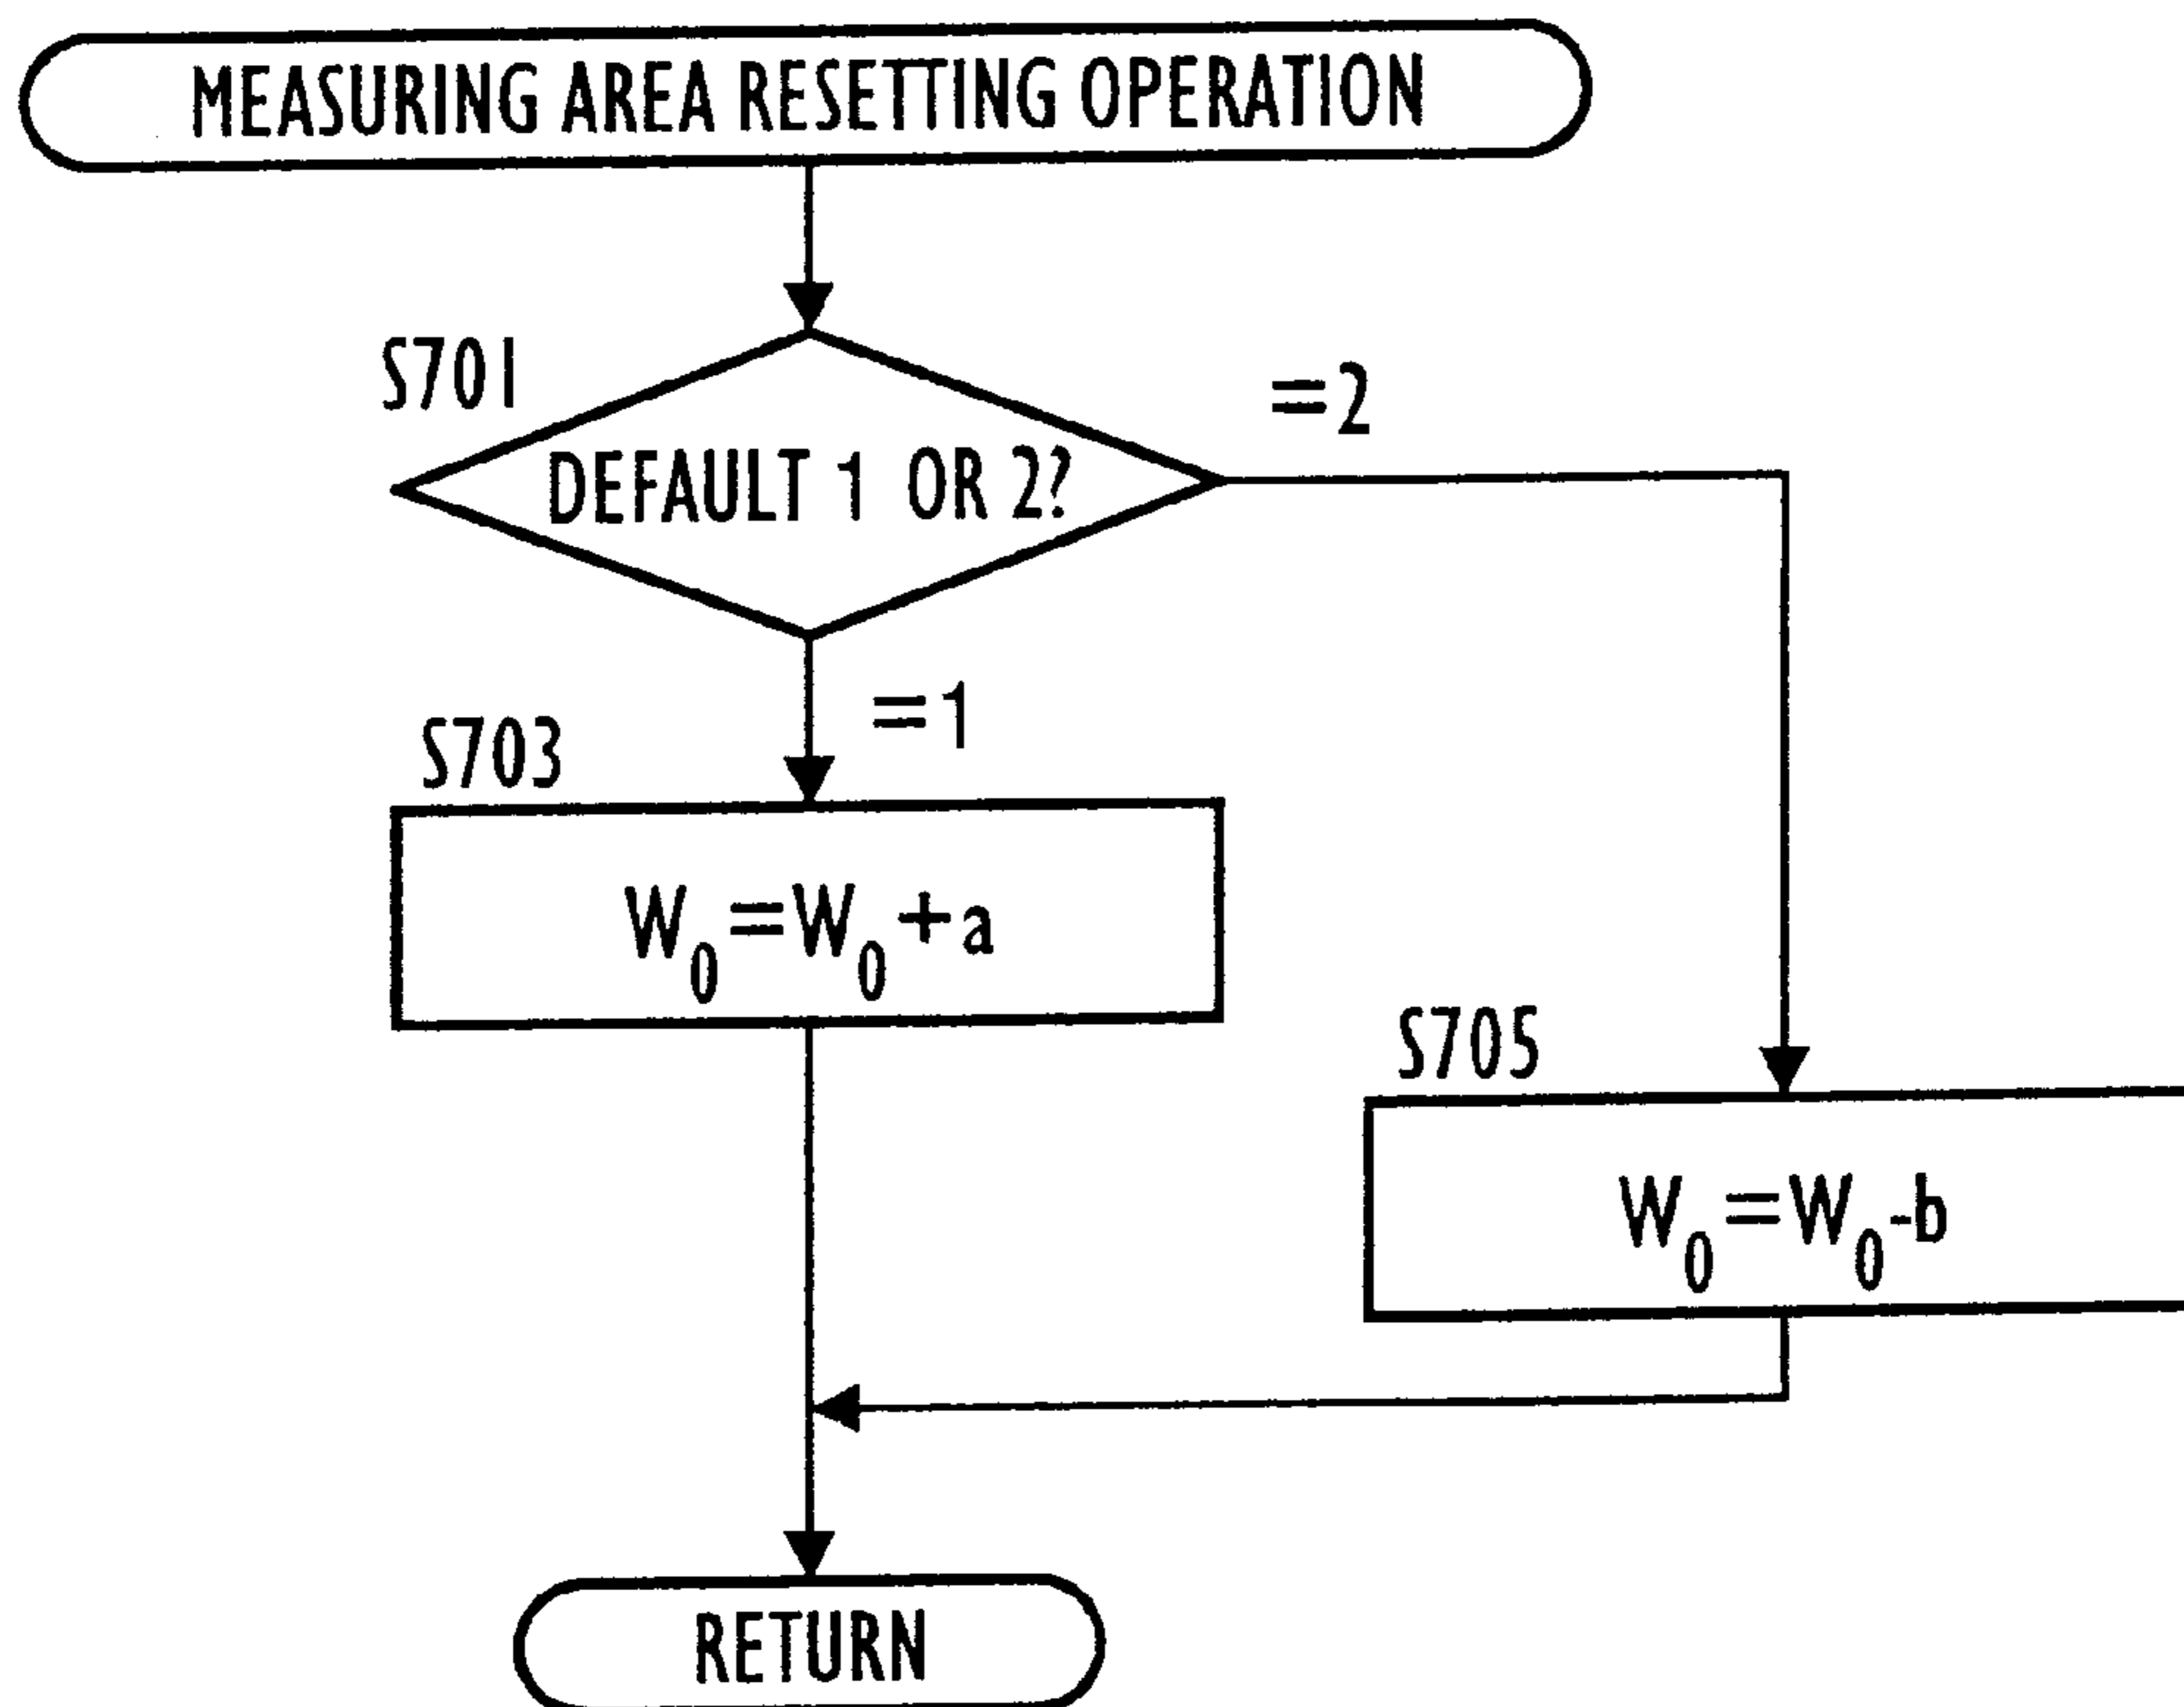 MEASURING AREA RESETTING OPERATION
S701
=2
DEFAULT 1 OR 2?
=1
S703
W₀=W₀+a
S705
W₀=W₀-b
RETURN